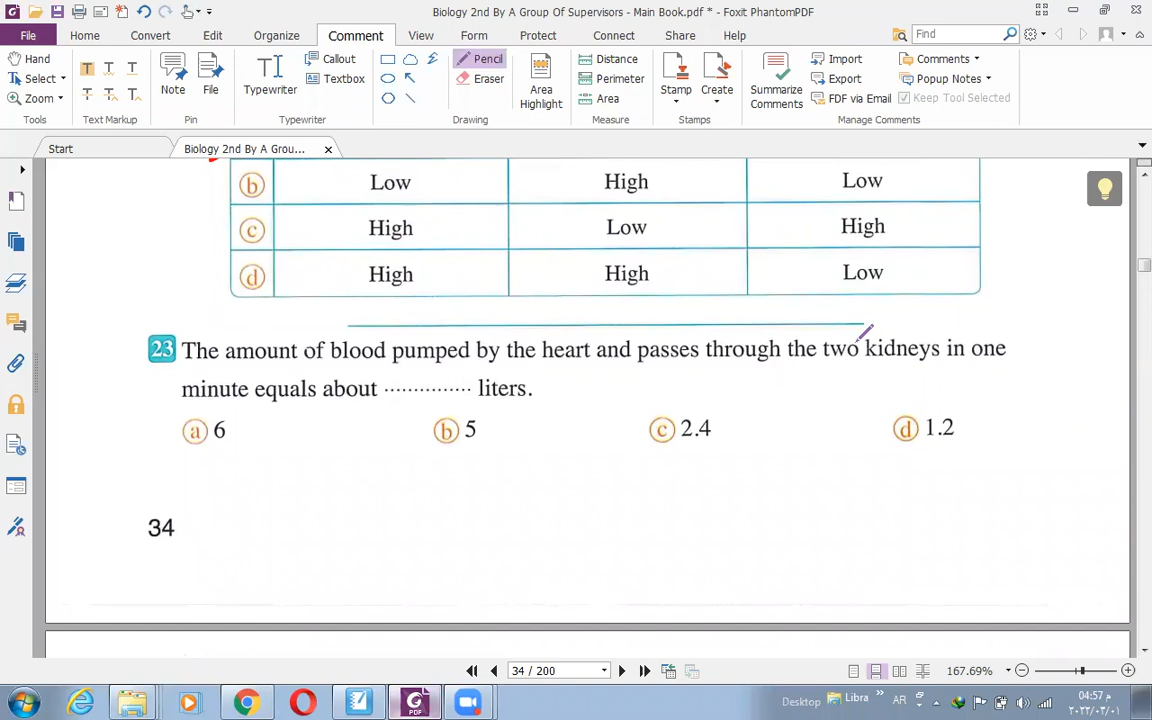 Biology 2nd By A Group Of Supervisors - Main Book.pdf * - Foxit PhantomPDF
File Home Convert Edit Organize Comment View Form Protect Connect Share Help Find
Hand
Select
Zoom
Tools
Text Markup
Note
File
Pin
Typewriter
Callout
Textbox
Typewriter
Pencil
Eraser
Area
Highlight
Drawing
Distance
Perimeter
Area
Measure
Stamp
Create
Stamps
Summarize
Comments
Import
Export
FDF via Email
Comments
Popup Notes
Keep Tool Selected
Manage Comments
Start Biology 2nd By A Grou...
b Low High Low
c High Low High
d High High Low
23 The amount of blood pumped by the heart and passes through the two kidneys in one
minute equals about ............... liters.
a 6 b 5 c 2.4 d 1.2
34
34 / 200 167.69%
Desktop Libra AR 04:57 م
٢٠٢٢/٠٣/٠١